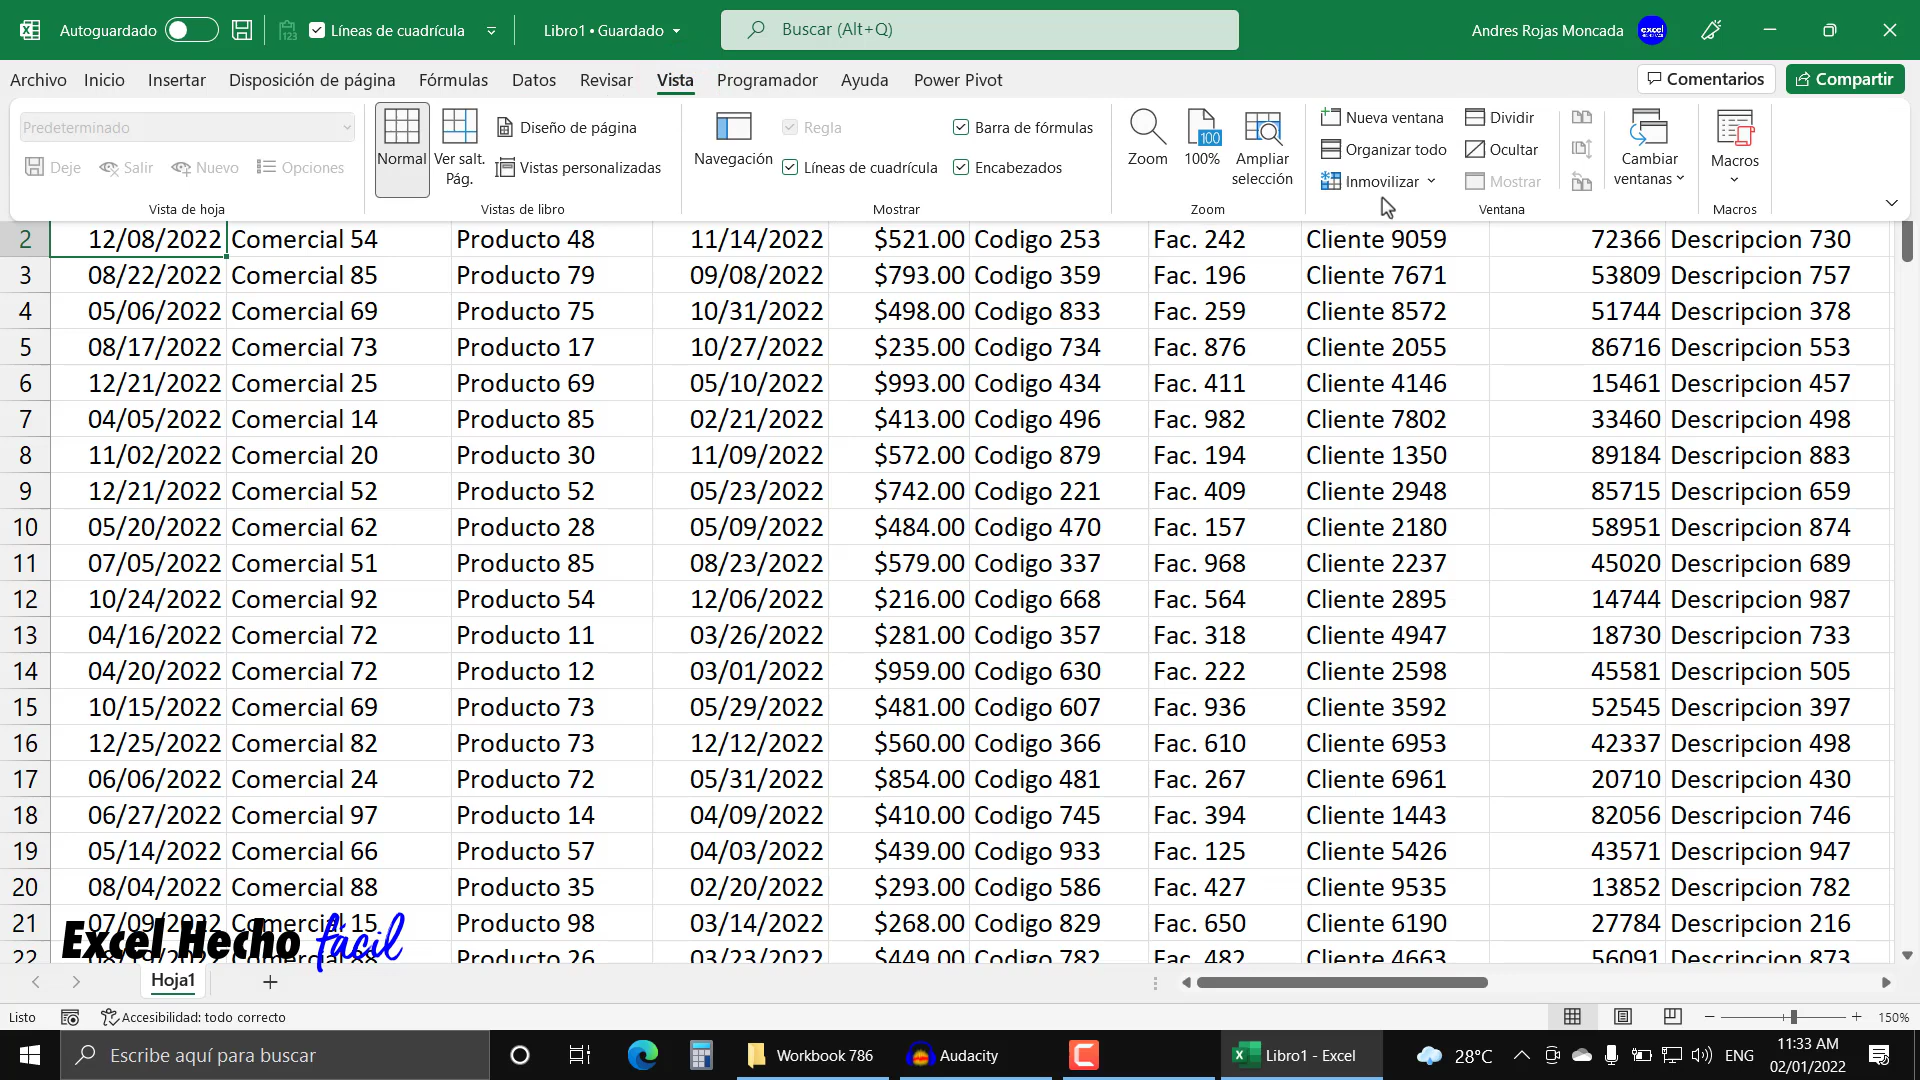 Autoguardado Líneas de cuadrícula Libro1 • Guardado Buscar (Alt+Q) Andres Rojas Moncada
Archivo Inicio Insertar Disposición de página Fórmulas Datos Revisar Vista Programador Ayuda Power Pivot Comentarios Compartir
Predeterminado
Deje Salir Nuevo Opciones
Vista de hoja
Normal
Ver salt. Pág.
Diseño de página
Vistas personalizadas
Vistas de libro
Navegación
Regla
Líneas de cuadrícula
Barra de fórmulas
Encabezados
Mostrar
Zoom
100
100%
Ampliar selección
Zoom
Nueva ventana
Organizar todo
Inmovilizar
Dividir
Ocultar
Mostrar
Cambiar ventanas
Ventana
Macros
Macros
2 12/08/2022 Comercial 54 Producto 48 11/14/2022 $521.00 Codigo 253 Fac. 242 Cliente 9059 72366 Descripcion 730
3 08/22/2022 Comercial 85 Producto 79 09/08/2022 $793.00 Codigo 359 Fac. 196 Cliente 7671 53809 Descripcion 757
4 05/06/2022 Comercial 69 Producto 75 10/31/2022 $498.00 Codigo 833 Fac. 259 Cliente 8572 51744 Descripcion 378
5 08/17/2022 Comercial 73 Producto 17 10/27/2022 $235.00 Codigo 734 Fac. 876 Cliente 2055 86716 Descripcion 553
6 12/21/2022 Comercial 25 Producto 69 05/10/2022 $993.00 Codigo 434 Fac. 411 Cliente 4146 15461 Descripcion 457
7 04/05/2022 Comercial 14 Producto 85 02/21/2022 $413.00 Codigo 496 Fac. 982 Cliente 7802 33460 Descripcion 498
8 11/02/2022 Comercial 20 Producto 30 11/09/2022 $572.00 Codigo 879 Fac. 194 Cliente 1350 89184 Descripcion 883
9 12/21/2022 Comercial 52 Producto 52 05/23/2022 $742.00 Codigo 221 Fac. 409 Cliente 2948 85715 Descripcion 659
10 05/20/2022 Comercial 62 Producto 28 05/09/2022 $484.00 Codigo 470 Fac. 157 Cliente 2180 58951 Descripcion 874
11 07/05/2022 Comercial 51 Producto 85 08/23/2022 $579.00 Codigo 337 Fac. 968 Cliente 2237 45020 Descripcion 689
12 10/24/2022 Comercial 92 Producto 54 12/06/2022 $216.00 Codigo 668 Fac. 564 Cliente 2895 14744 Descripcion 987
13 04/16/2022 Comercial 72 Producto 11 03/26/2022 $281.00 Codigo 357 Fac. 318 Cliente 4947 18730 Descripcion 733
14 04/20/2022 Comercial 72 Producto 12 03/01/2022 $959.00 Codigo 630 Fac. 222 Cliente 2598 45581 Descripcion 505
15 10/15/2022 Comercial 69 Producto 73 05/29/2022 $481.00 Codigo 607 Fac. 936 Cliente 3592 52545 Descripcion 397
16 12/25/2022 Comercial 82 Producto 73 12/12/2022 $560.00 Codigo 366 Fac. 610 Cliente 6953 42337 Descripcion 498
17 06/06/2022 Comercial 24 Producto 72 05/31/2022 $854.00 Codigo 481 Fac. 267 Cliente 6961 20710 Descripcion 430
18 06/27/2022 Comercial 97 Producto 14 04/09/2022 $410.00 Codigo 745 Fac. 394 Cliente 1443 82056 Descripcion 746
19 05/14/2022 Comercial 66 Producto 57 04/03/2022 $439.00 Codigo 933 Fac. 125 Cliente 5426 43571 Descripcion 947
20 08/04/2022 Comercial 88 Producto 35 02/20/2022 $293.00 Codigo 586 Fac. 427 Cliente 9535 13852 Descripcion 782
21 07/09/2022 Comercial 15 Producto 98 03/14/2022 $268.00 Codigo 829 Fac. 650 Cliente 6190 27784 Descripcion 216
22 Producto 26 03/23/2022 $449.00 Codigo 782 Fac. 482 Cliente 4663 56091 Descripcion 873
Excel Hecho fácil
Hoja1
Listo Accesibilidad: todo correcto 150%
Escribe aquí para buscar Workbook 786 Audacity Libro1 - Excel 28°C ENG 11:33 AM
02/01/2022